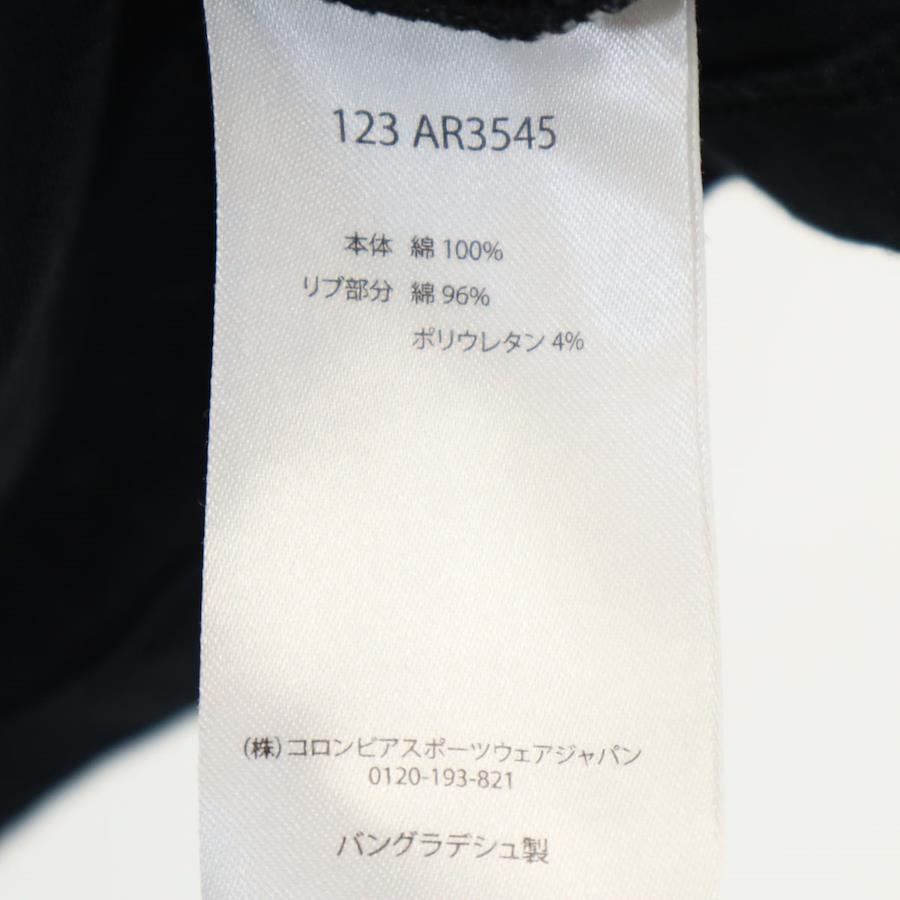 123 AR3545
本体 綿 100%
リブ部分 綿 96%
ポリウレタン 4%
(株)コロンビアスポーツウェアジャパン
0120-193-821
バングラデシュ製